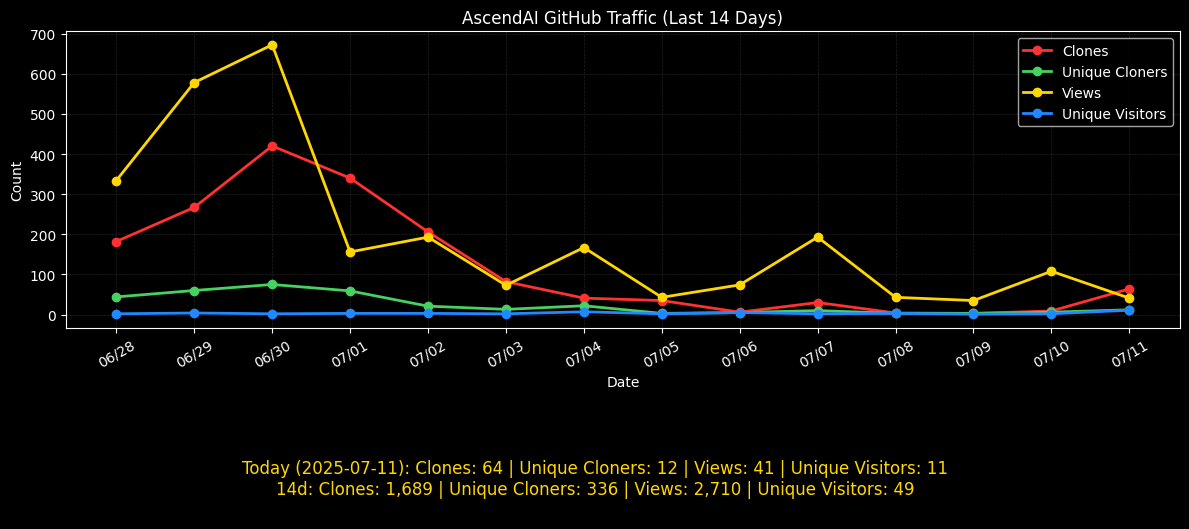 AscendAI GitHub Traffic (Last 14 Days)
700
600
500
400
300
200
100
0
Count
Clones
Unique Cloners
Views
Unique Visitors
06/28
06/29
06/30
07/01
07/02
07/03
07/04
07/05
07/06
07/07
07/08
07/09
07/10
07/11
Date
Today (2025-07-11): Clones: 64 | Unique Cloners: 12 | Views: 41 | Unique Visitors: 11
14d: Clones: 1,689 | Unique Cloners: 336 | Views: 2,710 | Unique Visitors: 49